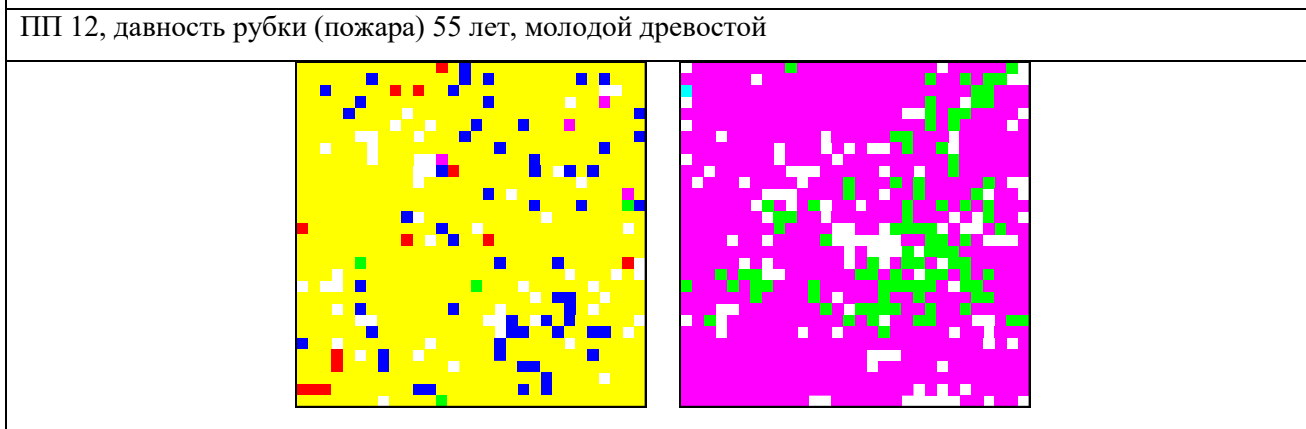 ПП 12, давность рубки (пожара) 55 лет, молодой древостой